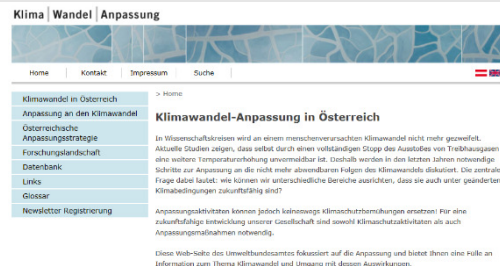 Klima | Wandel | Anpassung
Home | Kontakt | Impressum | Suche
Klimawandel in Österreich
Anpassung an den Klimawandel
Österreichische
Anpassungsstrategie
Forschungslandschaft
Datenbank
Links
Glossar
Newsletter Registrierung
> Home
Klimawandel-Anpassung in Österreich
In Wissenschaftskreisen wird an einem menschenverursachten Klimawandel nicht mehr gezweifelt.
Aktuelle Studien zeigen, dass selbst durch einen vollständigen Stopp des Ausstoßes von Treibhausgasen
eine weitere Temperaturerhöhung unvermeidbar ist. Deshalb werden in den letzten Jahren notwendige
Schritte zur Anpassung an die nicht mehr abwendbaren Folgen des Klimawandels diskutiert. Die zentrale
Frage dabei lautet: wie können wir unterschiedliche Bereiche ausrichten, dass sie auch unter geänderten
Klimabedingungen zukunftsfähig sind?
Anpassungsaktivitäten können jedoch keineswegs Klimaschutzbemühungen ersetzen! Für eine
zukunftsfähige Entwicklung unserer Gesellschaft sind sowohl Klimaschutzaktivitäten als auch
Anpassungsmaßnahmen notwendig.
Diese Web-Seite des Umweltbundesamtes fokussiert auf die Anpassung und bietet Ihnen eine Fülle an
Information zum Thema Klimawandel und Umgang mit dessen Auswirkungen.